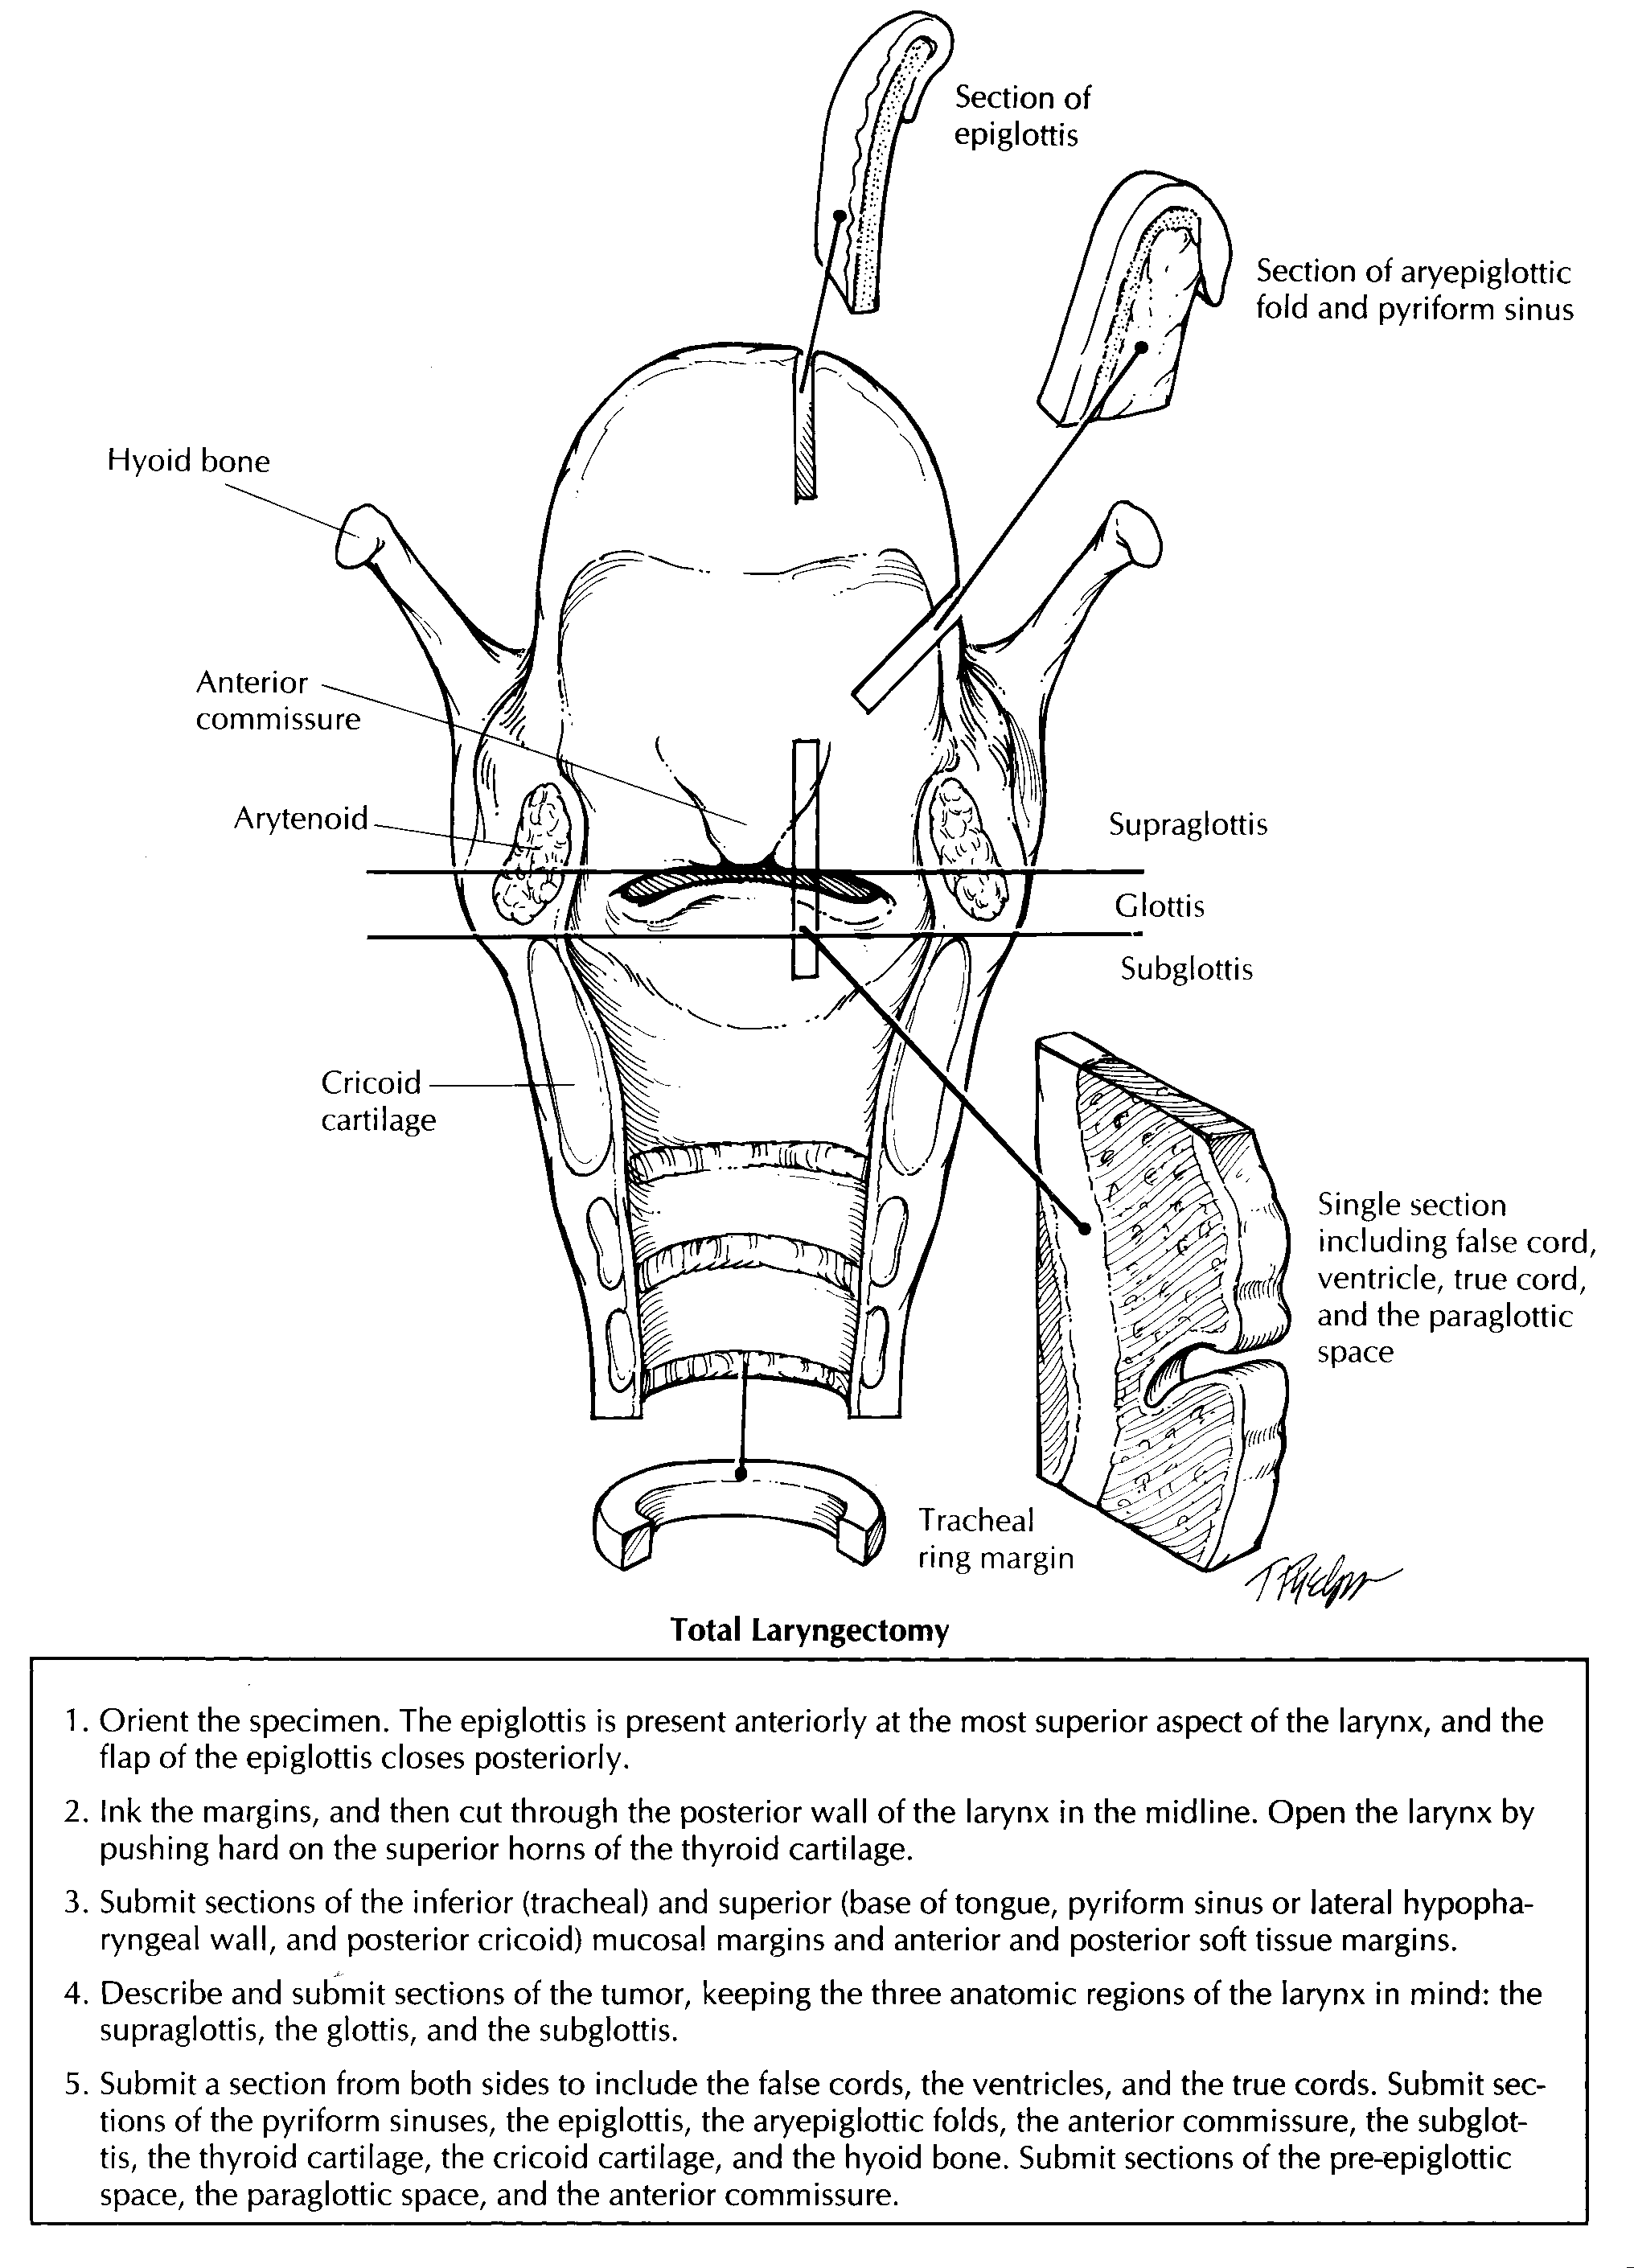 Section of
epiglottis
Section of aryepiglottic
fold and pyriform sinus
Hyoid bone
Anterior
commissure
Arytenoid
Supraglottis
Glottis
Subglottis
Cricoid
cartilage
Single section
including false cord,
ventricle, true cord,
and the paraglottic
space
Tracheal
ring margin
Total Laryngectomy
1. Orient the specimen. The epiglottis is present anteriorly at the most superior aspect of the larynx, and the
flap of the epiglottis closes posteriorly.
2. Ink the margins, and then cut through the posterior wall of the larynx in the midline. Open the larynx by
pushing hard on the superior horns of the thyroid cartilage.
3. Submit sections of the inferior (tracheal) and superior (base of tongue, pyriform sinus or lateral hypopha-
ryngeal wall, and posterior cricoid) mucosal margins and anterior and posterior soft tissue margins.
4. Describe and submit sections of the tumor, keeping the three anatomic regions of the larynx in mind: the
supraglottis, the glottis, and the subglottis.
5. Submit a section from both sides to include the false cords, the ventricles, and the true cords. Submit sec-
tions of the pyriform sinuses, the epiglottis, the aryepiglottic folds, the anterior commissure, the subglot-
tis, the thyroid cartilage, the cricoid cartilage, and the hyoid bone. Submit sections of the pre-epiglottic
space, the paraglottic space, and the anterior commissure.